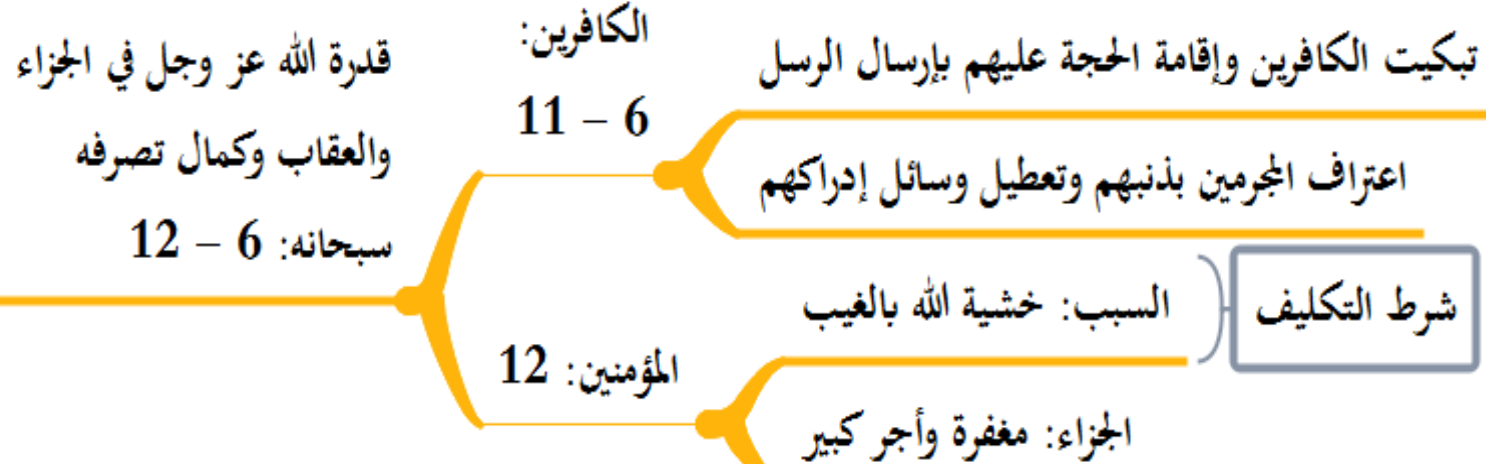 قدرة الله عز وجل في الجزاء
والعقاب وكمال تصرفه
سبحانه: 6 – 12
الكافرين:
6 – 11
تبكيت الكافرين وإقامة الحجة عليهم بإرسال الرسل
اعتراف المجرمين بذنبهم وتعطيل وسائل إدراكهم
المؤمنين: 12
السبب: خشية الله بالغيب
شرط التكليف
الجزاء: مغفرة وأجر كبير